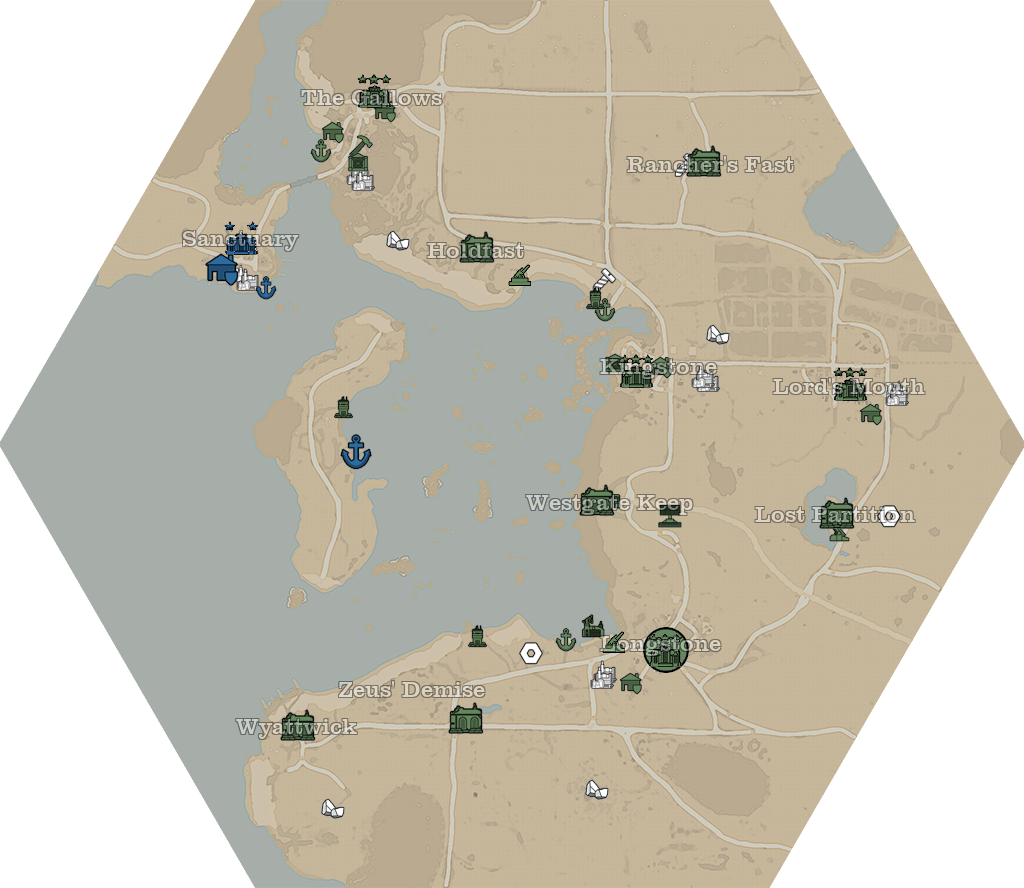 The Gallows
Rancher's Fast
Sanctuary
Holdfast
Kingstone
Lord's Mouth
Westgate Keep
Lost Partition
Longstone
Zeus' Demise
Wyattwick